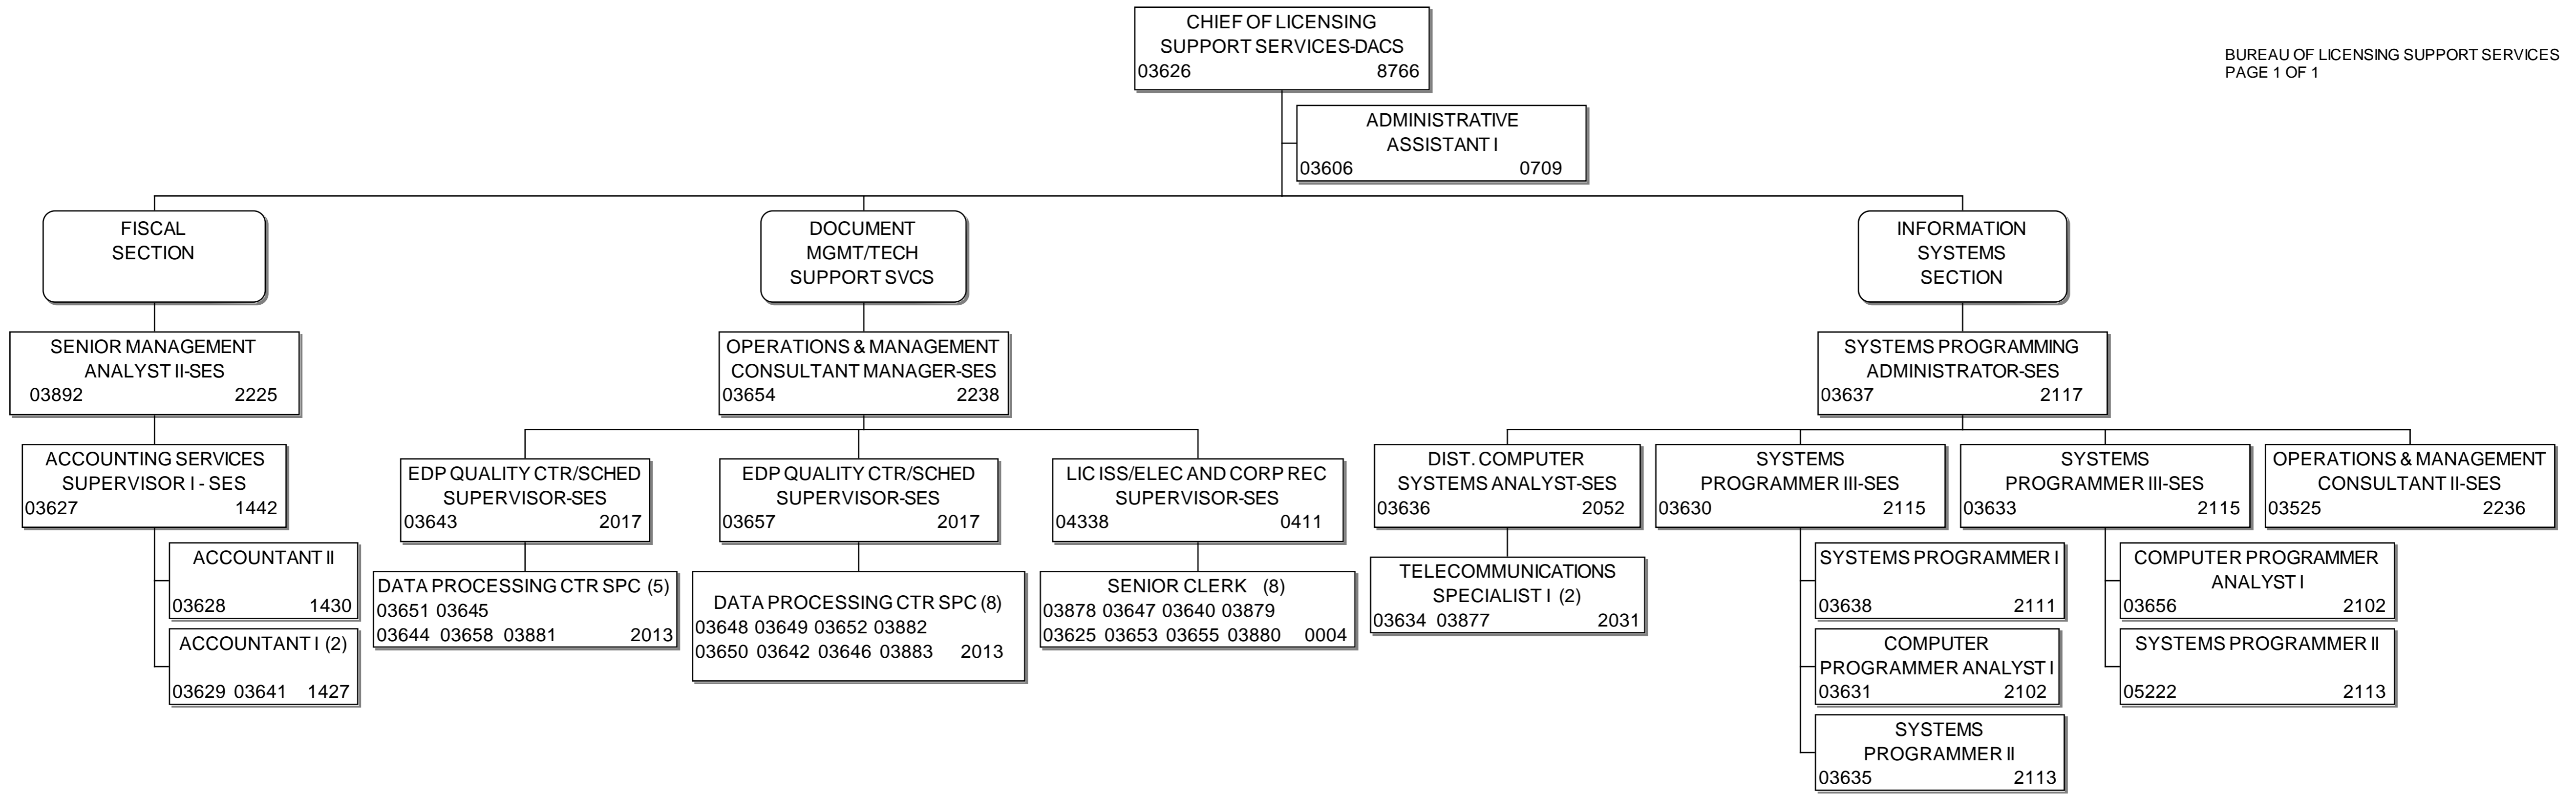 CHIEF OF LICENSING
SUPPORT SERVICES-DACS
03626 8766
BUREAU OF LICENSING SUPPORT SERVICES
PAGE 1 OF 1
ADMINISTRATIVE
ASSISTANT I
03606 0709
FISCAL
SECTION
SENIOR MANAGEMENT
ANALYST II-SES
03892 2225
ACCOUNTING SERVICES
SUPERVISOR I - SES
03627 1442
ACCOUNTANT II
03628 1430
ACCOUNTANT I (2)
03629 03641 1427
DOCUMENT
MGMT/TECH
SUPPORT SVCS
OPERATIONS & MANAGEMENT
CONSULTANT MANAGER-SES
03654 2238
EDP QUALITY CTR/SCHED
SUPERVISOR-SES
03643 2017
DATA PROCESSING CTR SPC (5)
03651 03645
03644 03658 03881 2013
EDP QUALITY CTR/SCHED
SUPERVISOR-SES
03657 2017
DATA PROCESSING CTR SPC (8)
03648 03649 03652 03882
03650 03642 03646 03883 2013
LIC ISS/ELEC AND CORP REC
SUPERVISOR-SES
04338 0411
SENIOR CLERK (8)
03878 03647 03640 03879
03625 03653 03655 03880 0004
INFORMATION
SYSTEMS
SECTION
SYSTEMS PROGRAMMING
ADMINISTRATOR-SES
03637 2117
DIST. COMPUTER
SYSTEMS ANALYST-SES
03636 2052
TELECOMMUNICATIONS
SPECIALIST I (2)
03634 03877 2031
SYSTEMS
PROGRAMMER III-SES
03630 2115
SYSTEMS PROGRAMMER I
03638 2111
COMPUTER
PROGRAMMER ANALYST I
03631 2102
SYSTEMS
PROGRAMMER II
03635 2113
SYSTEMS
PROGRAMMER III-SES
03633 2115
COMPUTER PROGRAMMER
ANALYST I
03656 2102
SYSTEMS PROGRAMMER II
05222 2113
OPERATIONS & MANAGEMENT
CONSULTANT II-SES
03525 2236